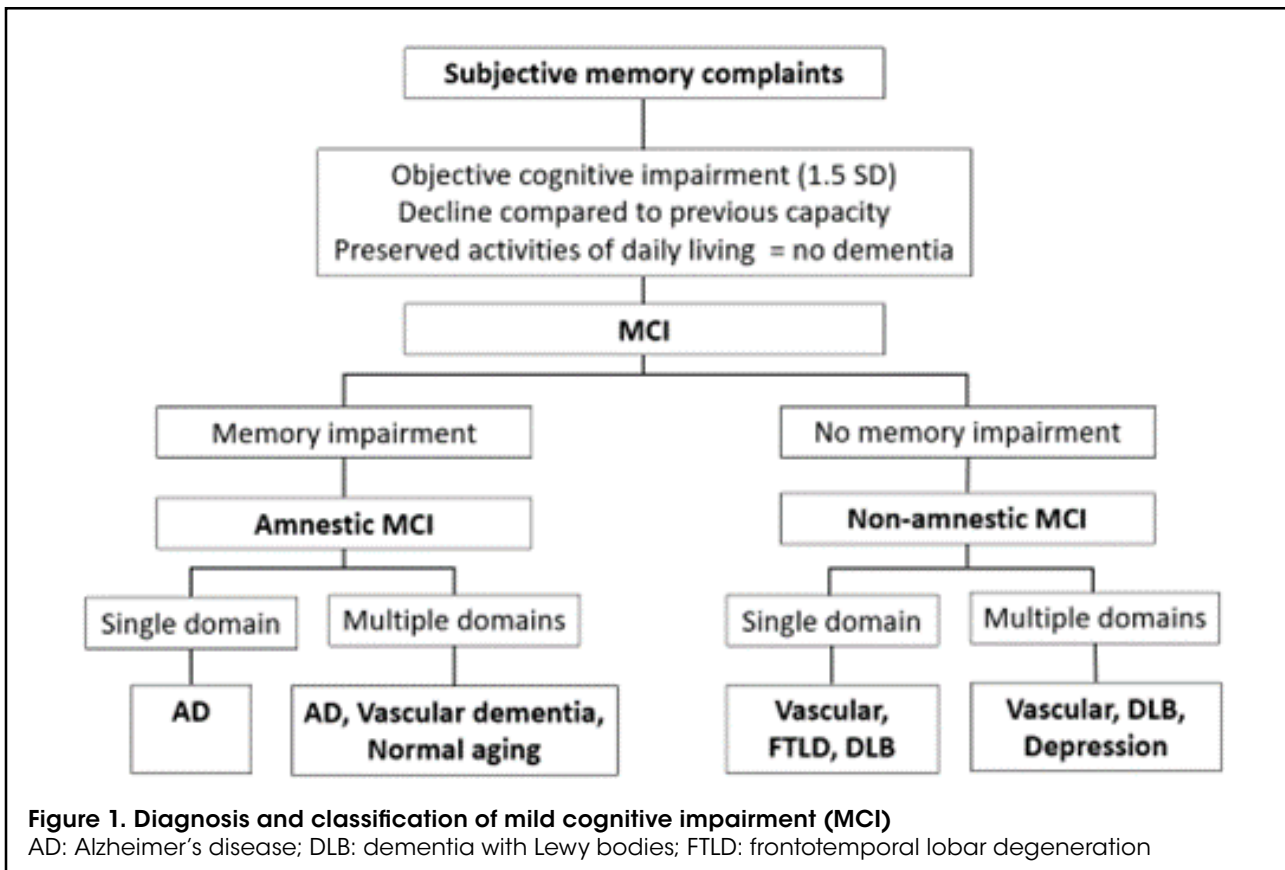 Subjective memory complaints
Objective cognitive impairment (1.5 SD)
Decline compared to previous capacity
Preserved activities of daily living = no dementia
MCI
Memory impairment
No memory impairment
Amnestic MCI
Non-amnestic MCI
Single domain
Multiple domains
Single domain
Multiple domains
AD
AD, Vascular dementia,
Normal aging
Vascular,
FTLD, DLB
Vascular, DLB,
Depression
Figure 1. Diagnosis and classification of mild cognitive impairment (MCI)
AD: Alzheimer's disease; DLB: dementia with Lewy bodies; FTLD: frontotemporal lobar degeneration